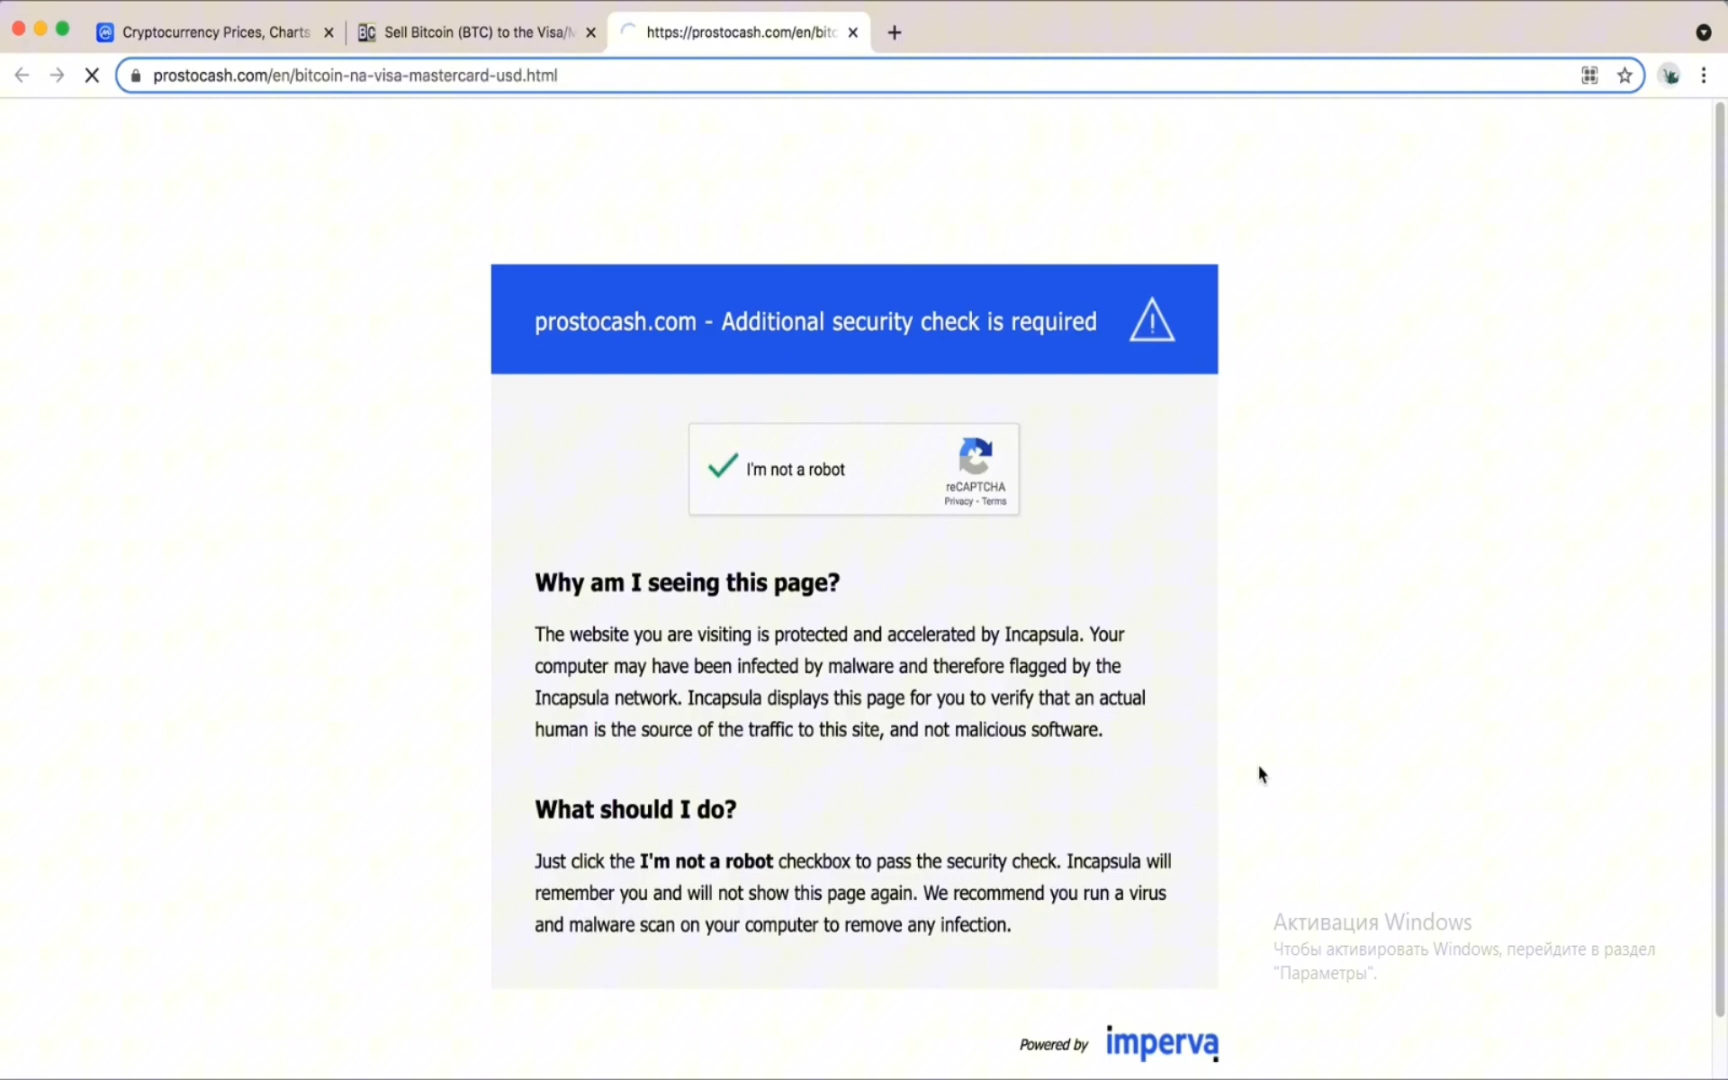 Cryptocurrency Prices, Charts
Sell Bitcoin (BTC) to the Visa/M
https://prostocash.com/en/bitc
prostocash.com/en/bitcoin-na-visa-mastercard-usd.html
prostocash.com - Additional security check is required
I'm not a robot
reCAPTCHA
Privacy - Terms
Why am I seeing this page?
The website you are visiting is protected and accelerated by Incapsula. Your
computer may have been infected by malware and therefore flagged by the
Incapsula network. Incapsula displays this page for you to verify that an actual
human is the source of the traffic to this site, and not malicious software.
What should I do?
Just click the I'm not a robot checkbox to pass the security check. Incapsula will
remember you and will not show this page again. We recommend you run a virus
and malware scan on your computer to remove any infection.
Активация Windows
Чтобы активировать Windows, перейдите в раздел
"Параметры".
Powered by imperva